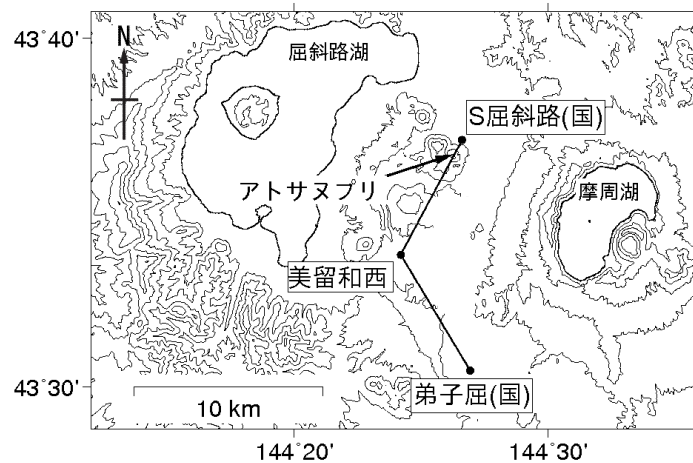 43˚40'
N
屈斜路湖
S屈斜路(国)
アトサヌプリ
摩周湖
美留和西
43˚30'
10 km
弟子屈(国)
144˚20'
144˚30'